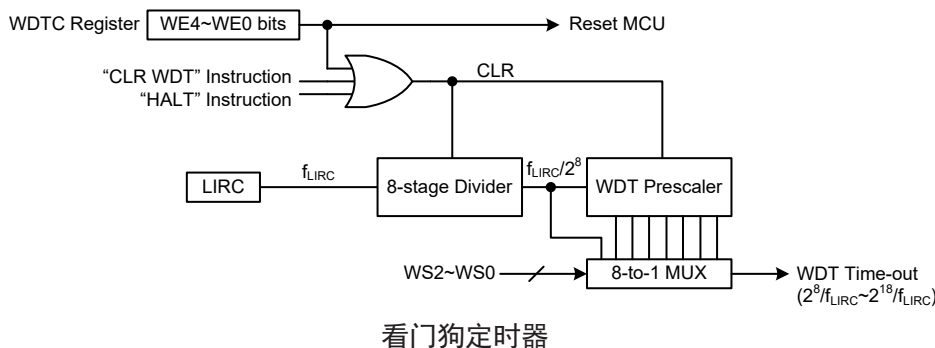 WDTC Register WE4~WE0 bits Reset MCU
CLR
“CLR WDT” Instruction
“HALT” Instruction
LIRC fLIRC 8-stage Divider fLIRC/2^8 WDT Prescaler
WS2~WS0 8-to-1 MUX WDT Time-out
(2^8/fLIRC~2^18/fLIRC)
看门狗定时器